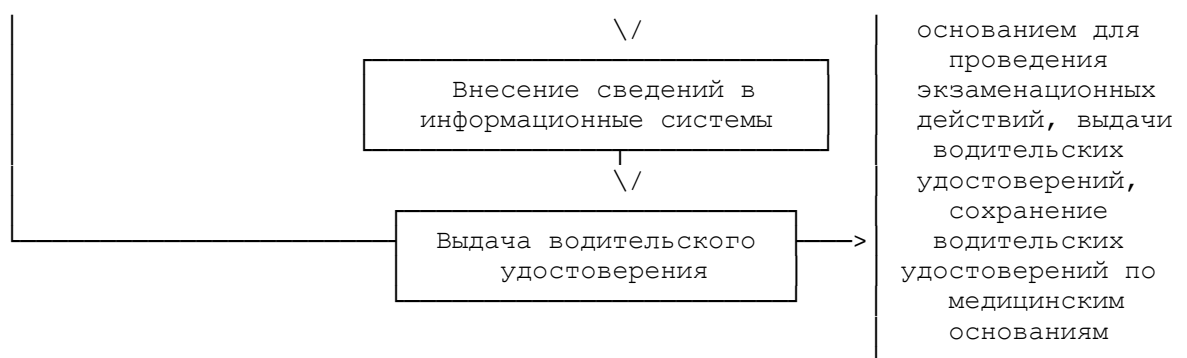 \/
Внесение сведений в
информационные системы
\/
Выдача водительского
удостоверения
>
основанием для
проведения
экзаменационных
действий, выдачи
водительских
удостоверений,
сохранение
водительских
удостоверений по
медицинским
основаниям